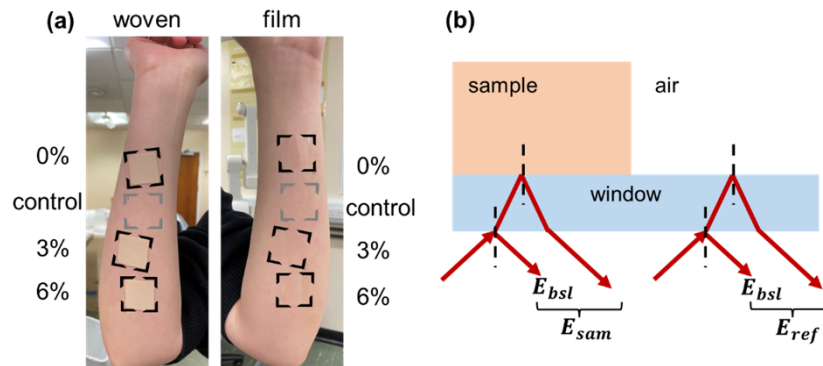 (a)
woven
film
0%
control
3%
6%
0%
control
3%
6%
(b)
sample
air
window
E_bsl
E_sam
E_bsl
E_ref